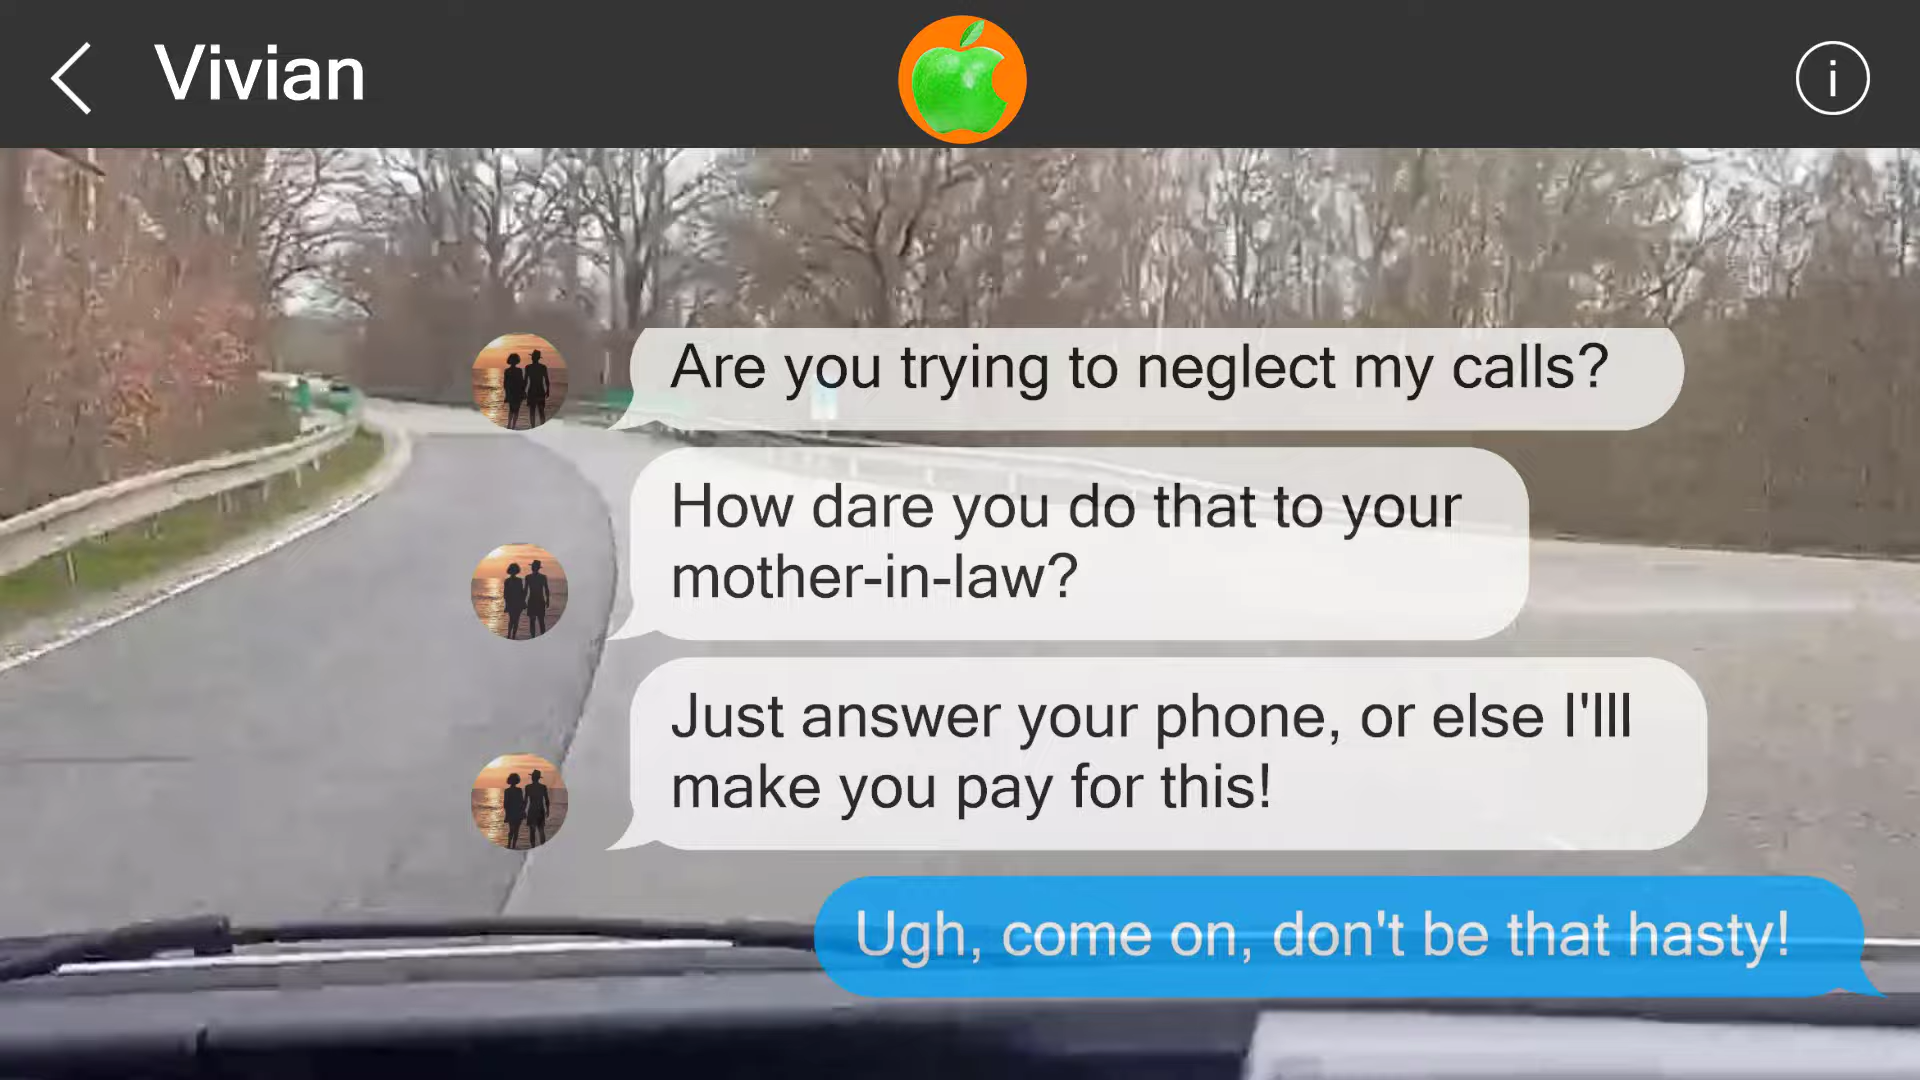 Vivian
i
Are you trying to neglect my calls?
How dare you do that to your
mother-in-law?
Just answer your phone, or else I'lll
make you pay for this!
Ugh, come on, don't be that hasty!